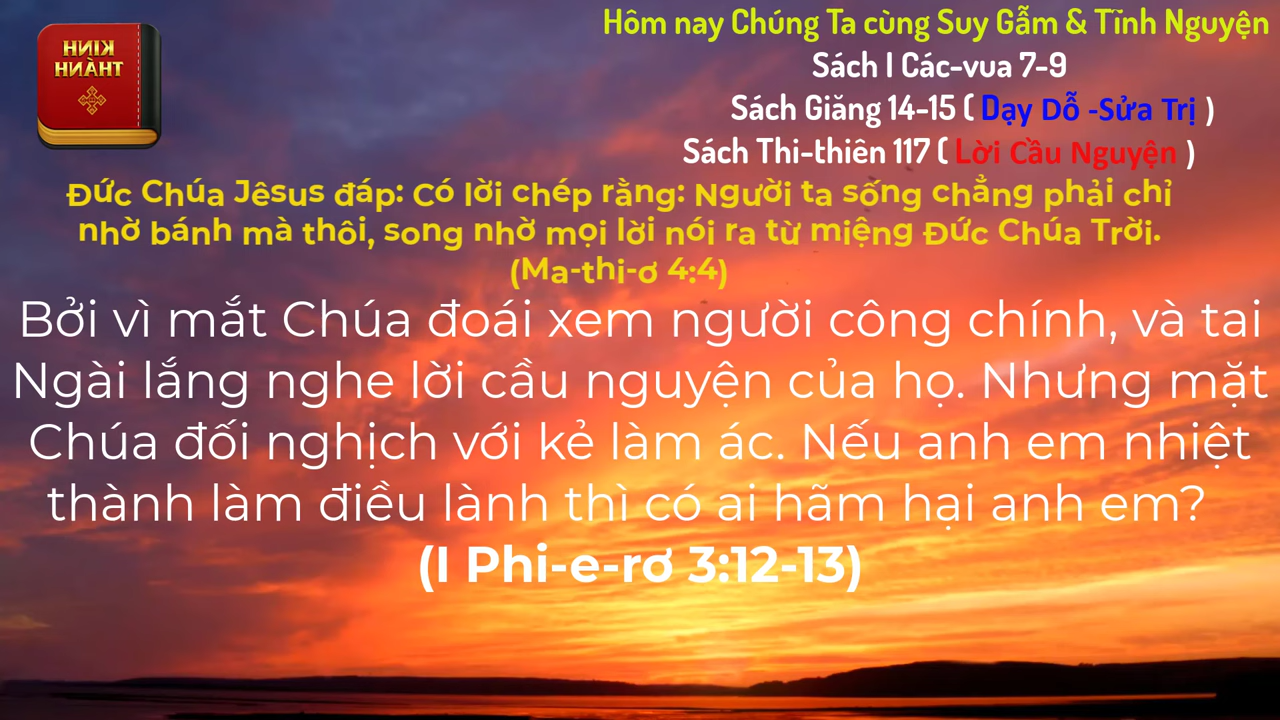 KINH
THÀNH
Hôm nay Chúng Ta cùng Suy Gẫm & Tĩnh Nguyện
Sách I Các-vua 7-9
Sách Giăng 14-15 ( Dạy Dỗ -Sửa Trị )
Sách Thi-thiên 117 ( Lời Cầu Nguyện )
Đức Chúa Jêsus đáp: Có lời chép rằng: Người ta sống chẳng phải chỉ
nhờ bánh mà thôi, song nhờ mọi lời nói ra từ miệng Đức Chúa Trời.
(Ma-thi-ơ 4:4)
Bởi vì mắt Chúa đoái xem người công chính, và tai
Ngài lắng nghe lời cầu nguyện của họ. Nhưng mặt
Chúa đối nghịch với kẻ làm ác. Nếu anh em nhiệt
thành làm điều lành thì có ai hãm hại anh em?
(I Phi-e-rơ 3:12-13)